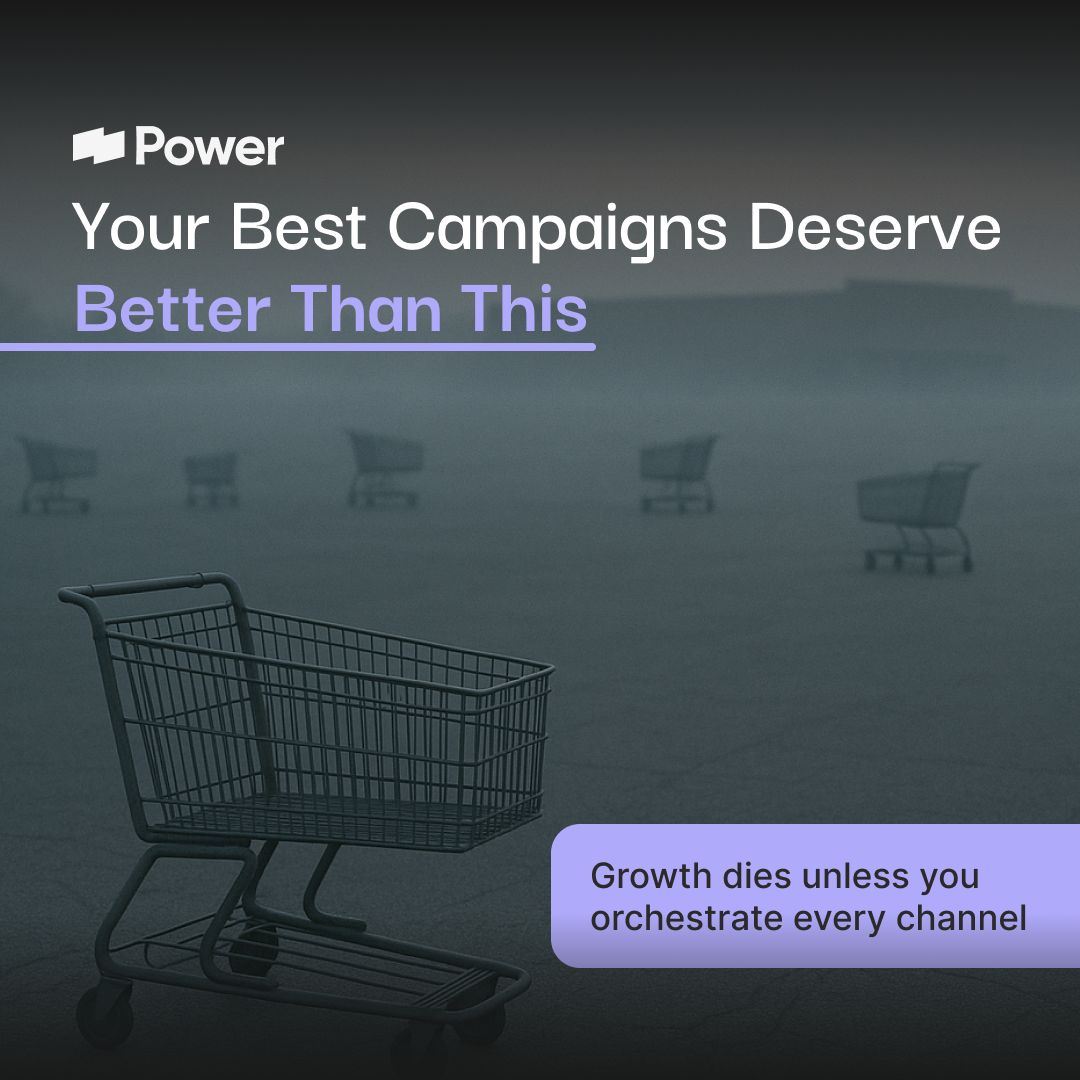 Power
Your Best Campaigns Deserve
Better Than This
Growth dies unless you
orchestrate every channel